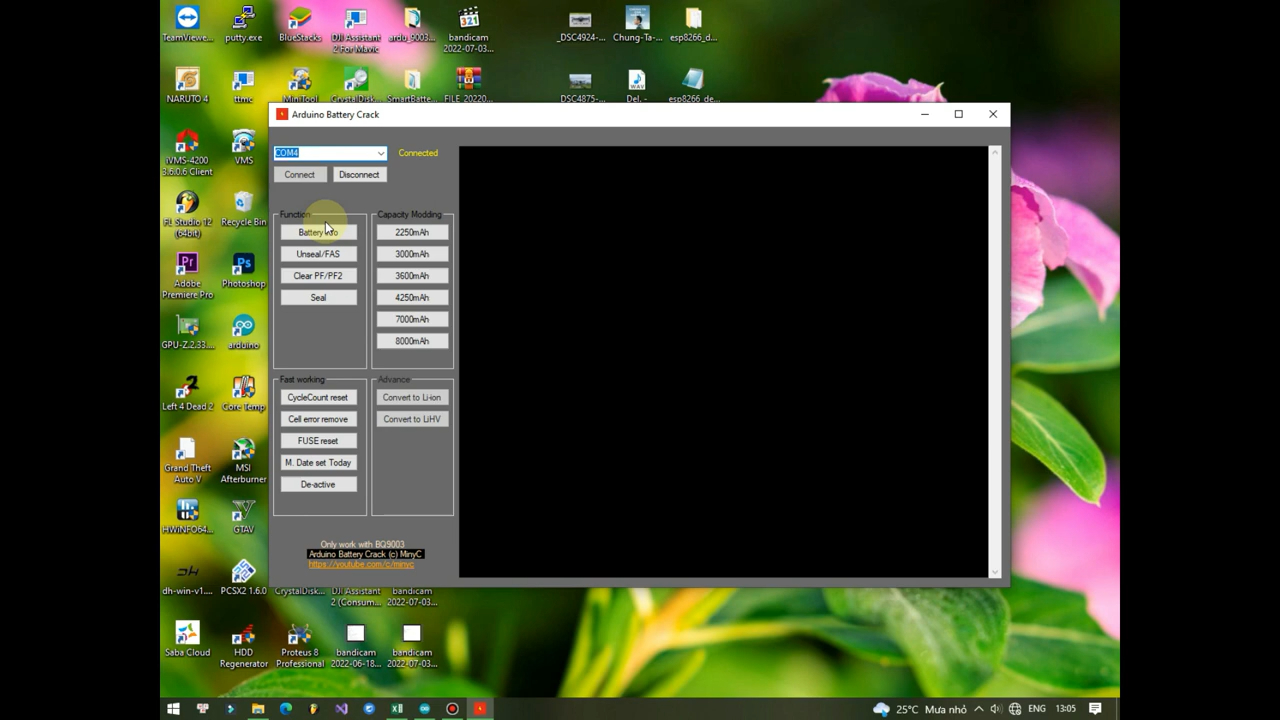 TeamViewe...
putty.exe
BlueStacks
DJI Assistant
2 For Mavic
ardu_9003...
bandicam
2022-07-03...
_DSC4924-...
Chung-Ta-...
esp8266_d...
NARUTO 4
ttmc
MiniTool
CrystalDisk...
SmartBatte...
FILE_20220...
DSC4875-...
Del. -
esp8266_de...
Arduino Battery Crack
COM4
Connected
Connect
Disconnect
Function
Battery
Unseal/FAS
Clear PF/PF2
Seal
Capacity Modding
2250mAh
3000mAh
3600mAh
4250mAh
7000mAh
8000mAh
Fast working
CycleCount reset
Cell error remove
FUSE reset
M. Date set Today
De-active
Advance
Convert to Li-ion
Convert to LiHV
Only work with BQ9003
Arduino Battery Crack (c) MinyC
https://youtube.com/c/minyc
iVMS-4200
3.6.0.6 Client
VMS
FL Studio 12
(64bit)
Recycle Bin
Adobe
Premiere Pro
Photoshop
GPU-Z.2.33....
arduino
Left 4 Dead 2
Core Temp
Grand Theft
Auto V
MSI
Afterburner
HWiNFO64...
GTAV
dh-win-v1....
PCSX2 1.6.0
CrystalDisk...
DJI Assistant
2 (Consum...
bandicam
2022-07-03...
Saba Cloud
HDD
Regenerator
Proteus 8
Professional
bandicam
2022-06-18...
bandicam
2022-07-03...
25°C Mưa nhỏ
ENG
13:05